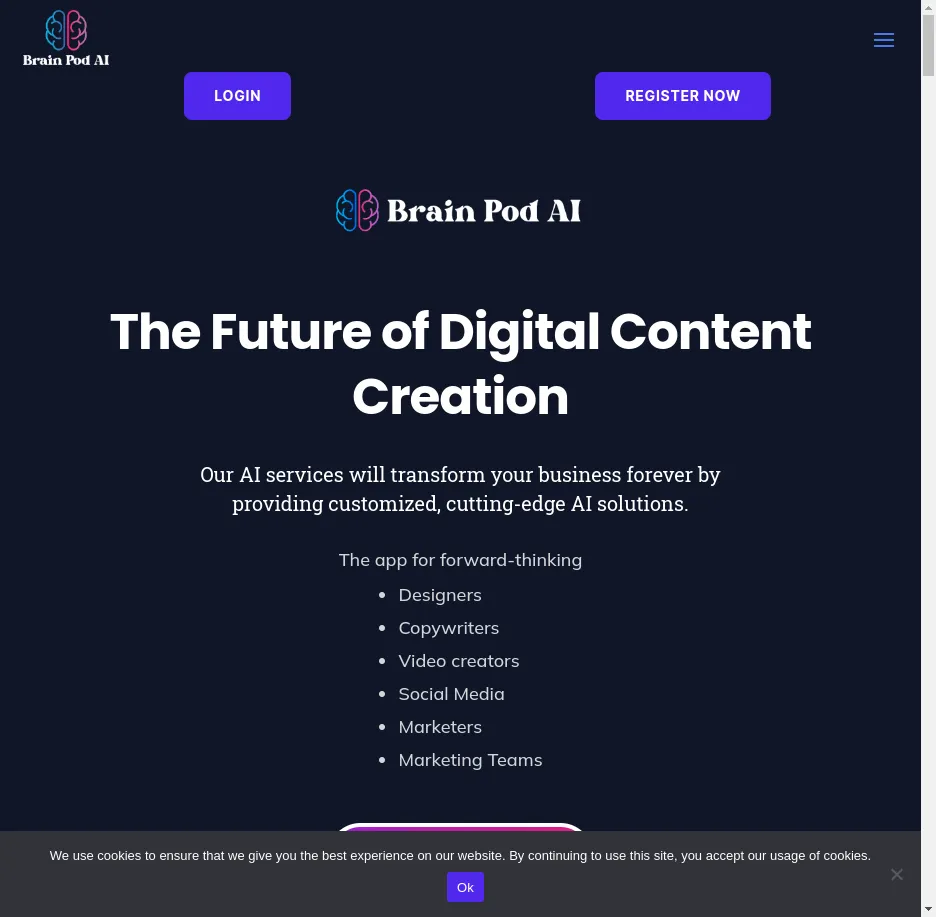 Brain Pod AI
LOGIN
REGISTER NOW
Brain Pod AI
The Future of Digital Content
Creation
Our AI services will transform your business forever by
providing customized, cutting-edge AI solutions.
The app for forward-thinking
Designers
Copywriters
Video creators
Social Media
Marketers
Marketing Teams
We use cookies to ensure that we give you the best experience on our website. By continuing to use this site, you accept our usage of cookies.
Ok